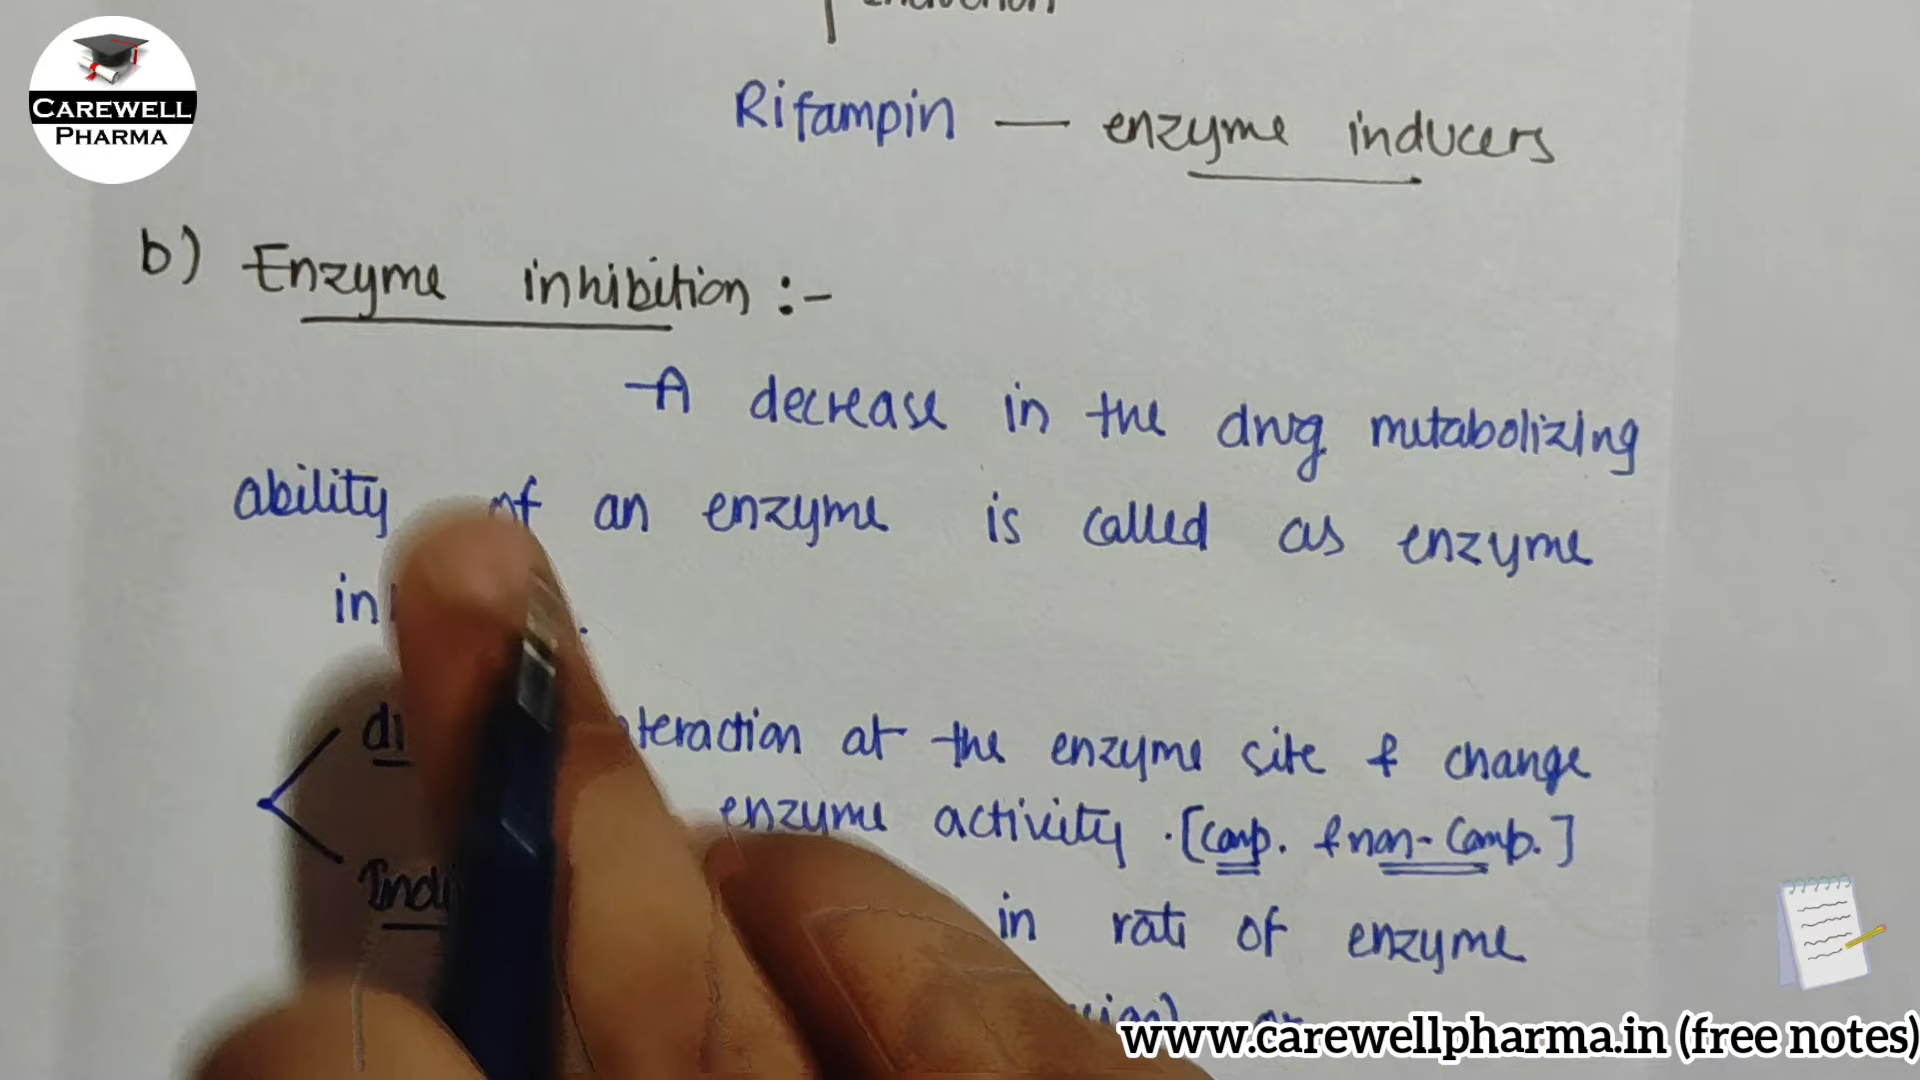 CAREWELL
PHARMA
Rifampin — enzyme inducers
b) Enzyme inhibition :-
A decrease in the drug metabolizing
ability of an enzyme is called as enzyme
interaction at the enzyme site & change
enzyme activity . [Comp. & non-Comp.]
in rate of enzyme
www.carewellpharma.in (free notes)